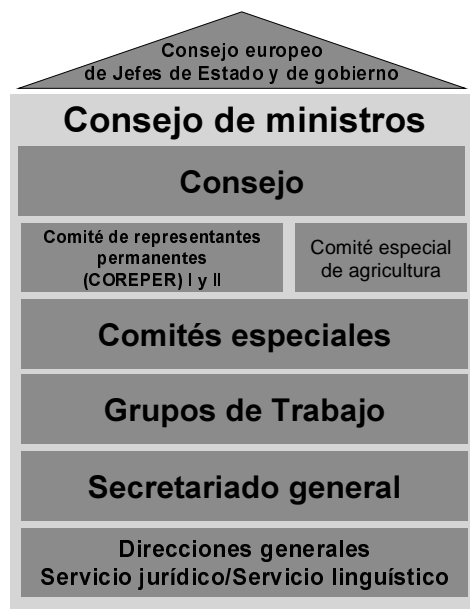 Consejo europeo
de Jefes de Estado y de gobierno
Consejo de ministros
Consejo
Comité de representantes
permanentes
(COREPER) I y II
Comité especial
de agricultura
Comités especiales
Grupos de Trabajo
Secretariado general
Direcciones generales
Servicio jurídico/Servicio linguístico